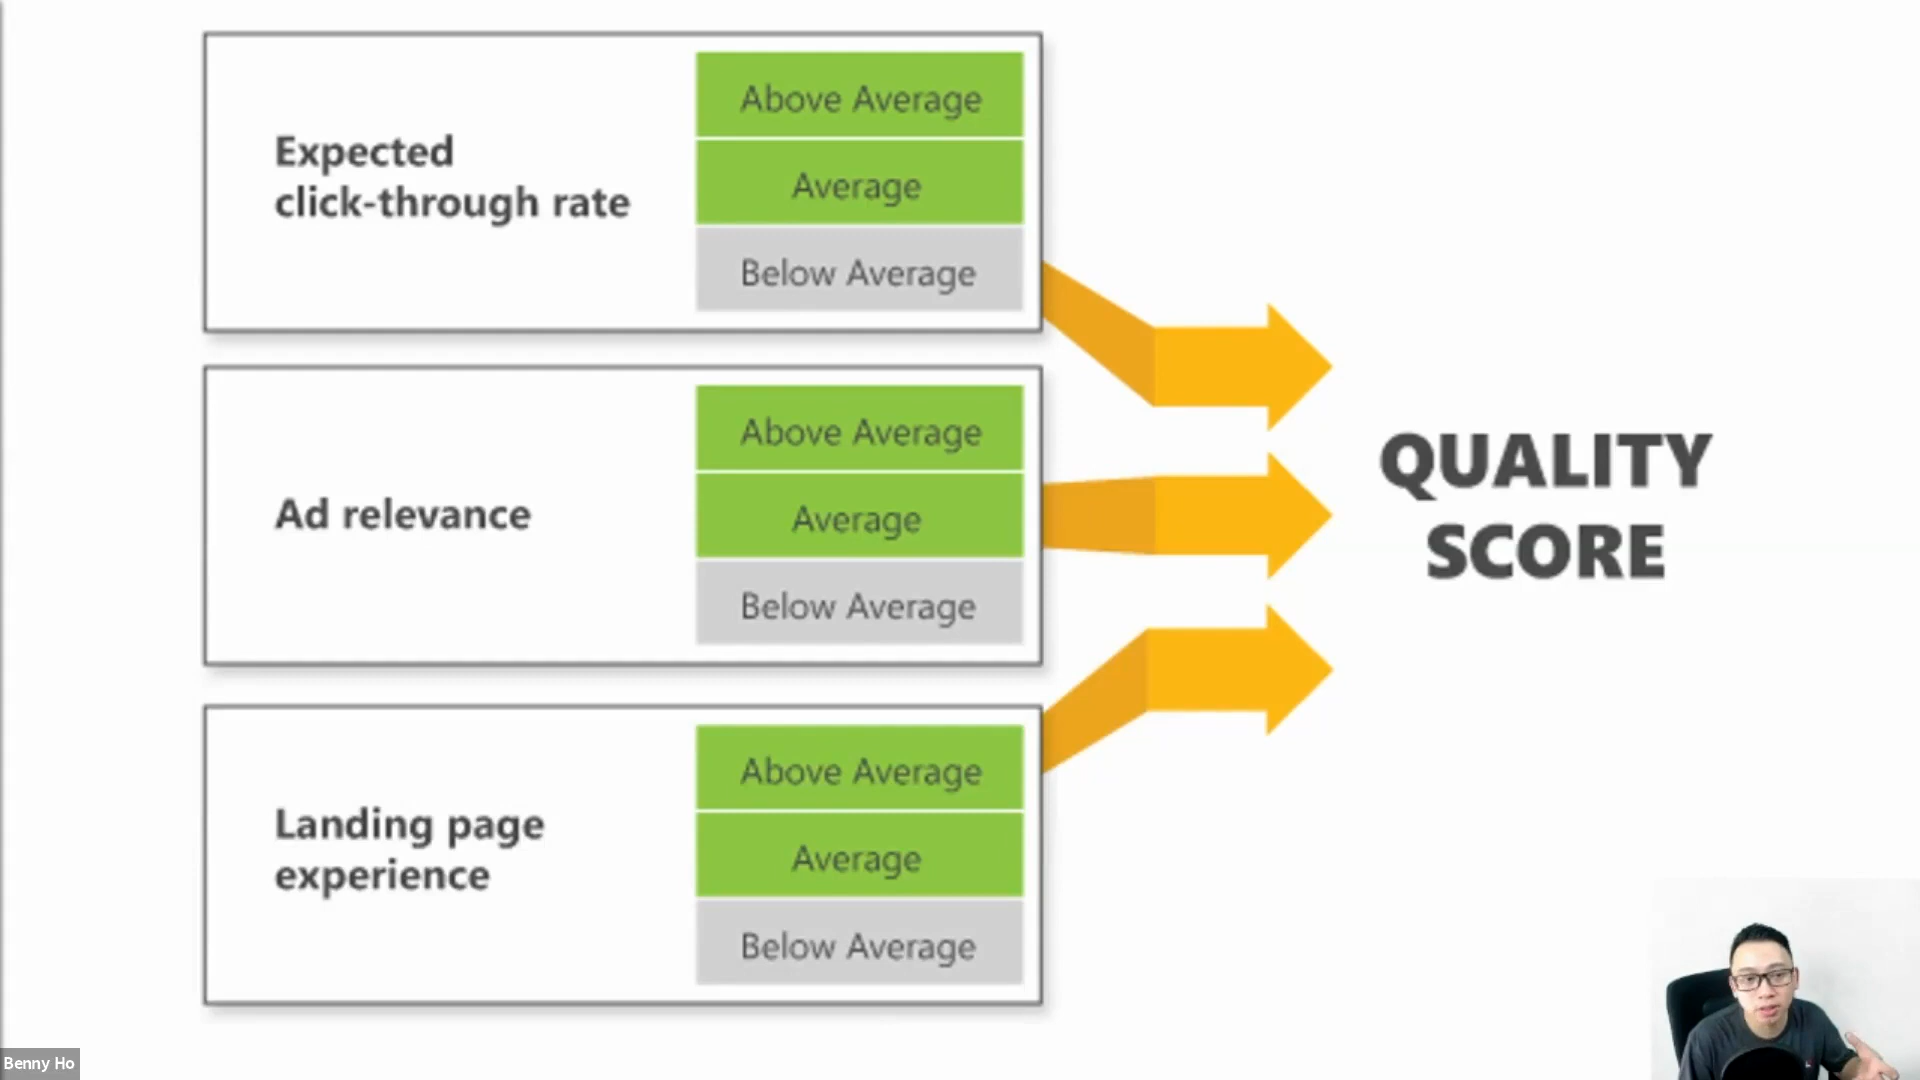 Expected
click-through rate
Above Average
Average
Below Average
Ad relevance
Above Average
Average
Below Average
Landing page
experience
Above Average
Average
Below Average
QUALITY
SCORE
Benny Ho